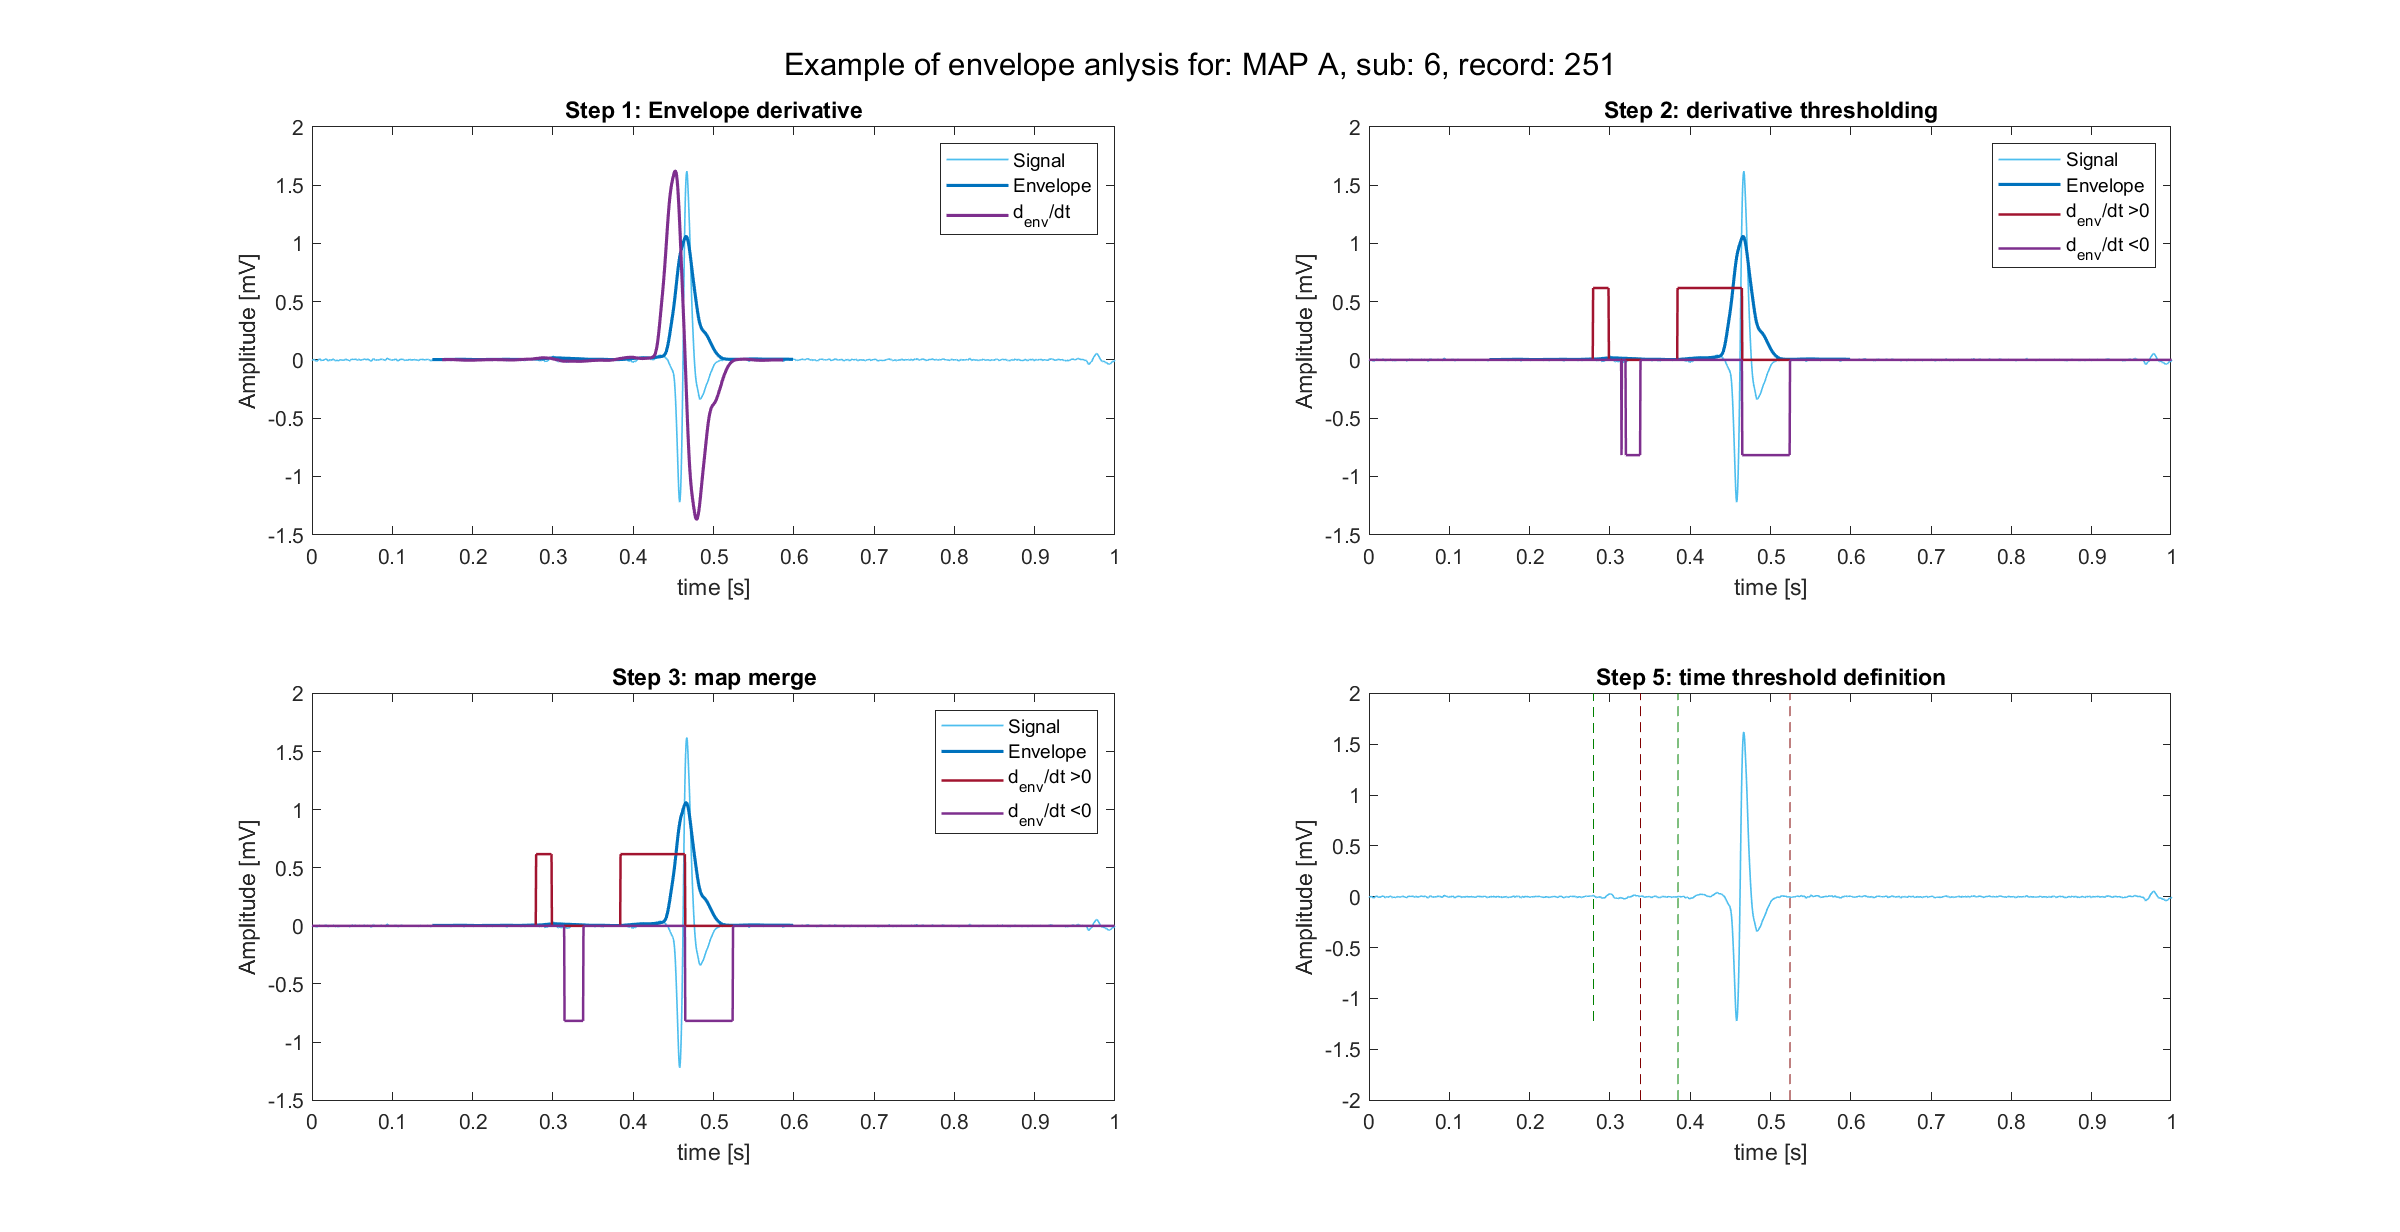 Example of envelope anlysis for: MAP A, sub: 6, record: 251
Step 1: Envelope derivative
2
1.5
1
0.5
0
-0.5
-1
-1.5
Amplitude [mV]
Signal
Envelope
d_env/dt
0 0.1 0.2 0.3 0.4 0.5 0.6 0.7 0.8 0.9 1
time [s]
Step 2: derivative thresholding
2
1.5
1
0.5
0
-0.5
-1
-1.5
Amplitude [mV]
Signal
Envelope
d_env/dt >0
d_env/dt <0
0 0.1 0.2 0.3 0.4 0.5 0.6 0.7 0.8 0.9 1
time [s]
Step 3: map merge
2
1.5
1
0.5
0
-0.5
-1
-1.5
Amplitude [mV]
Signal
Envelope
d_env/dt >0
d_env/dt <0
0 0.1 0.2 0.3 0.4 0.5 0.6 0.7 0.8 0.9 1
time [s]
Step 5: time threshold definition
2
1.5
1
0.5
0
-0.5
-1
-1.5
-2
Amplitude [mV]
0 0.1 0.2 0.3 0.4 0.5 0.6 0.7 0.8 0.9 1
time [s]